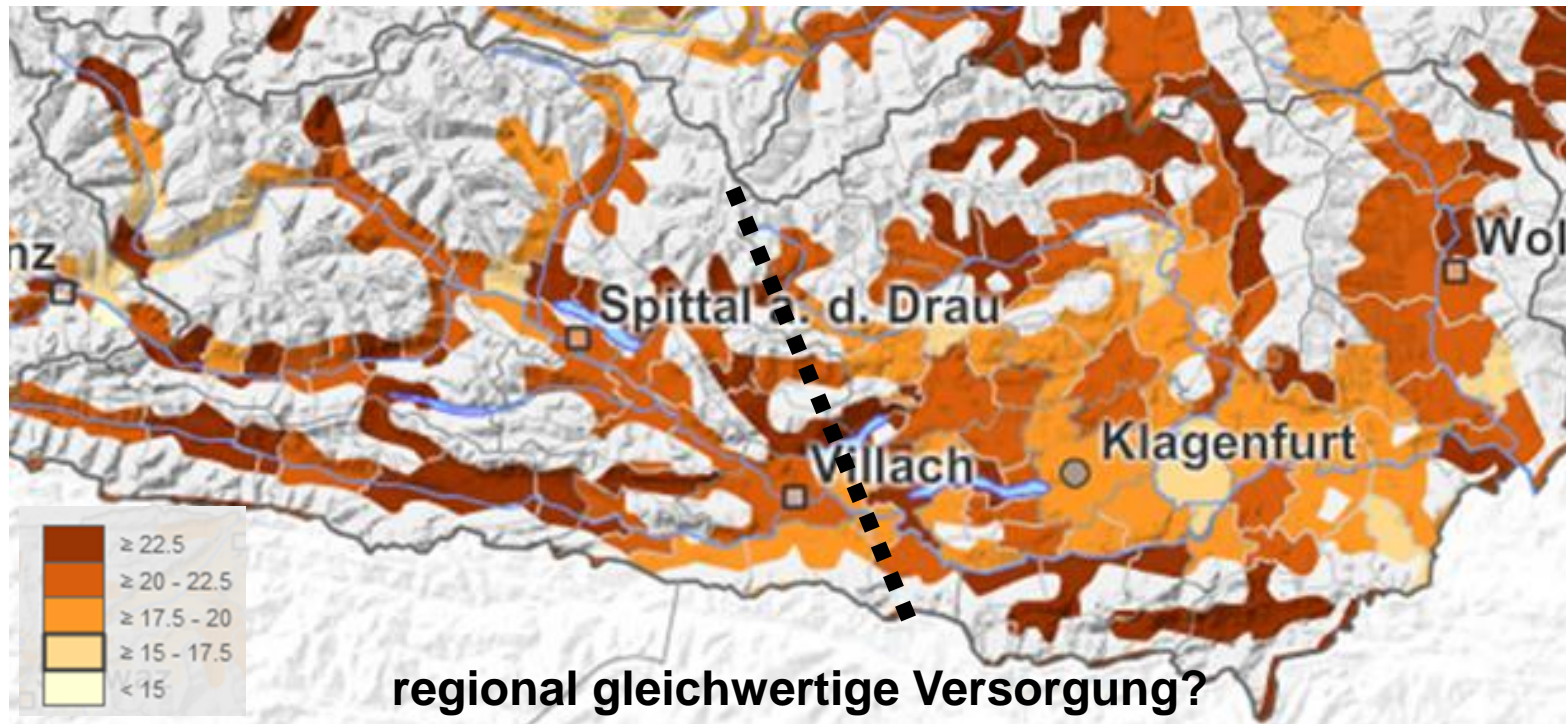 nz
Wol
Spittal a. d. Drau
Klagenfurt
Villach
≥ 22.5
≥ 20 - 22.5
≥ 17.5 - 20
≥ 15 - 17.5
< 15
regional gleichwertige Versorgung?